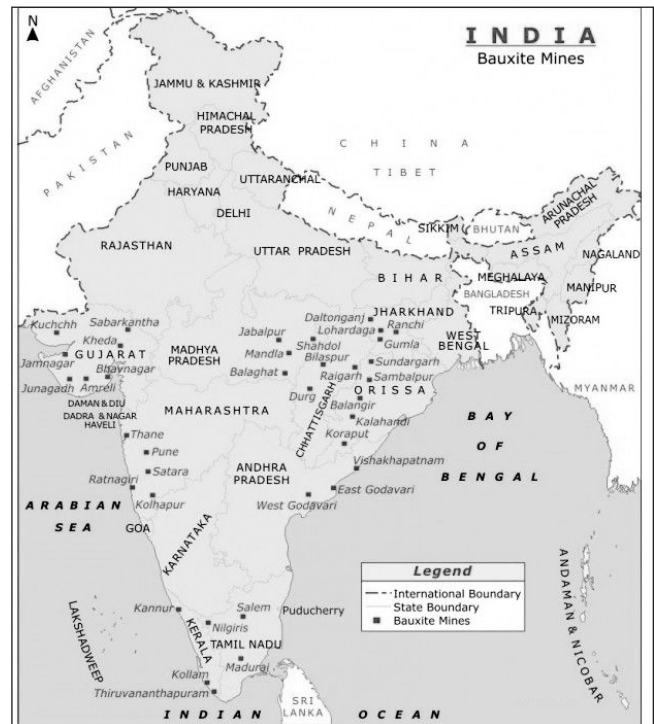 N
INDIA
Bauxite Mines
AFGHANISTAN
JAMMU & KASHMIR
HIMACHAL
PRADESH
CHINA
TIBET
PAKISTAN
PUNJAB
UTTARANCHAL
HARYANA
DELHI
NEPAL
SIKKIM
BHUTAN
ARUNACHAL
PRADESH
RAJASTHAN
UTTAR PRADESH
ASSAM
NAGALAND
BIHAR
MEGHALAYA
BANGLADESH
MANIPUR
TRIPURA
MIZORAM
Kuchchh
Sabarkantha
Daltonganj
JHARKHAND
Lohardaga
Ranchi
Kheda
Jabalpur
Shahdol
Gumla
WEST
BENGAL
GUJARAT
MADHYA
PRADESH
Mandla
Bilaspur
Sundargarh
Jamnagar
Bhavnagar
Balaghat
Raigarh
Sambalpur
MYANMAR
Junagadh
Amreli
Durg
ORISSA
DAMAN & DIU
DADRA & NAGAR
HAVELI
MAHARASHTRA
CHHATTISGARH
Balangir
Kalahandi
BAY
OF
BENGAL
Thane
Koraput
Pune
Satara
ANDHRA
PRADESH
Vishakhapatnam
Ratnagiri
East Godavari
Kolhapur
West Godavari
ARABIAN
SEA
GOA
KARNATAKA
Legend
International Boundary
State Boundary
Bauxite Mines
ANDAMAN & NICOBAR
LAKSHADWEEP
Kannur
Salem
Puducherry
Nilgiris
KERALA
TAMIL NADU
Madurai
Kollam
Thiruvananthapuram
SRI
LANKA
INDIAN OCEAN